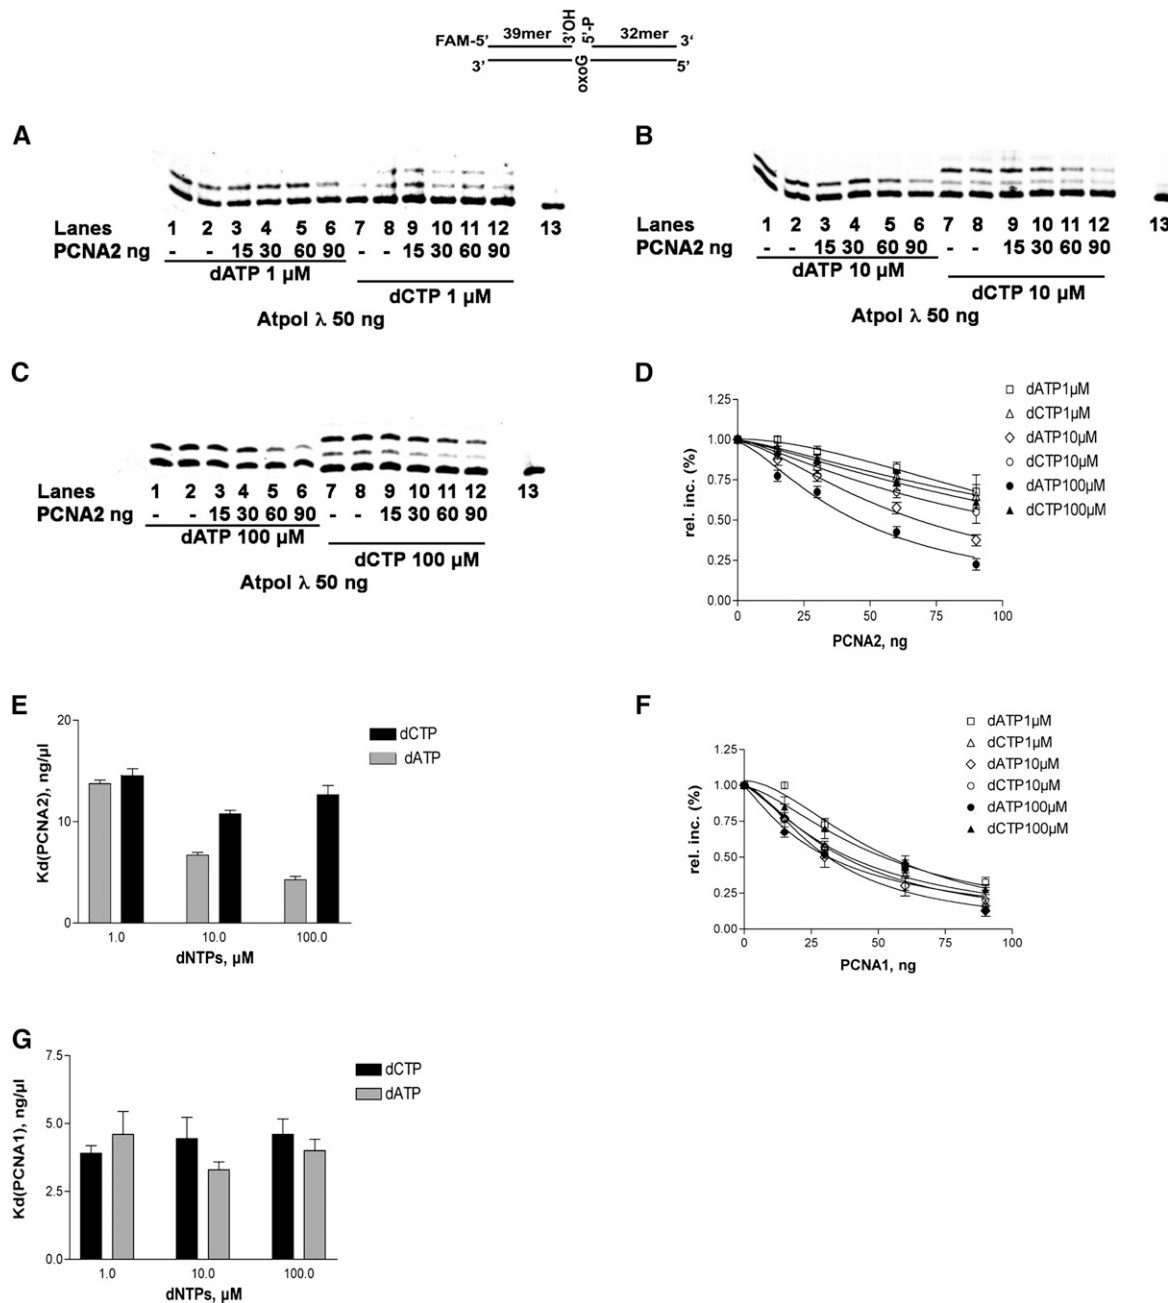 39mer 3'OH 5'-P 32mer
FAM-5' 3'
3' oxoG 5'
A
Lanes 1 2 3 4 5 6 7 8 9 10 11 12 13
PCNA2 ng - - 15 30 60 90 - - 15 30 60 90
dATP 1 µM
dCTP 1 µM
Atpol λ 50 ng
B
Lanes 1 2 3 4 5 6 7 8 9 10 11 12 13
PCNA2 ng - - 15 30 60 90 - - 15 30 60 90
dATP 10 µM
dCTP 10 µM
Atpol λ 50 ng
C
Lanes 1 2 3 4 5 6 7 8 9 10 11 12 13
PCNA2 ng - - 15 30 60 90 - - 15 30 60 90
dATP 100 µM
dCTP 100 µM
Atpol λ 50 ng
D
rel. inc. (%)
1.25
1.00
0.75
0.50
0.25
0.00
0 25 50 75 100
PCNA2, ng
dATP1µM
dCTP1µM
dATP10µM
dCTP10µM
dATP100µM
dCTP100µM
E
Kd(PCNA2), ng/µl
20
10
0
1.0 10.0 100.0
dNTPs, µM
dCTP
dATP
F
rel. inc. (%)
1.25
1.00
0.75
0.50
0.25
0.00
0 25 50 75 100
PCNA1, ng
dATP1µM
dCTP1µM
dATP10µM
dCTP10µM
dATP100µM
dCTP100µM
G
Kd(PCNA1), ng/µl
7.5
5.0
2.5
0.0
1.0 10.0 100.0
dNTPs, µM
dCTP
dATP